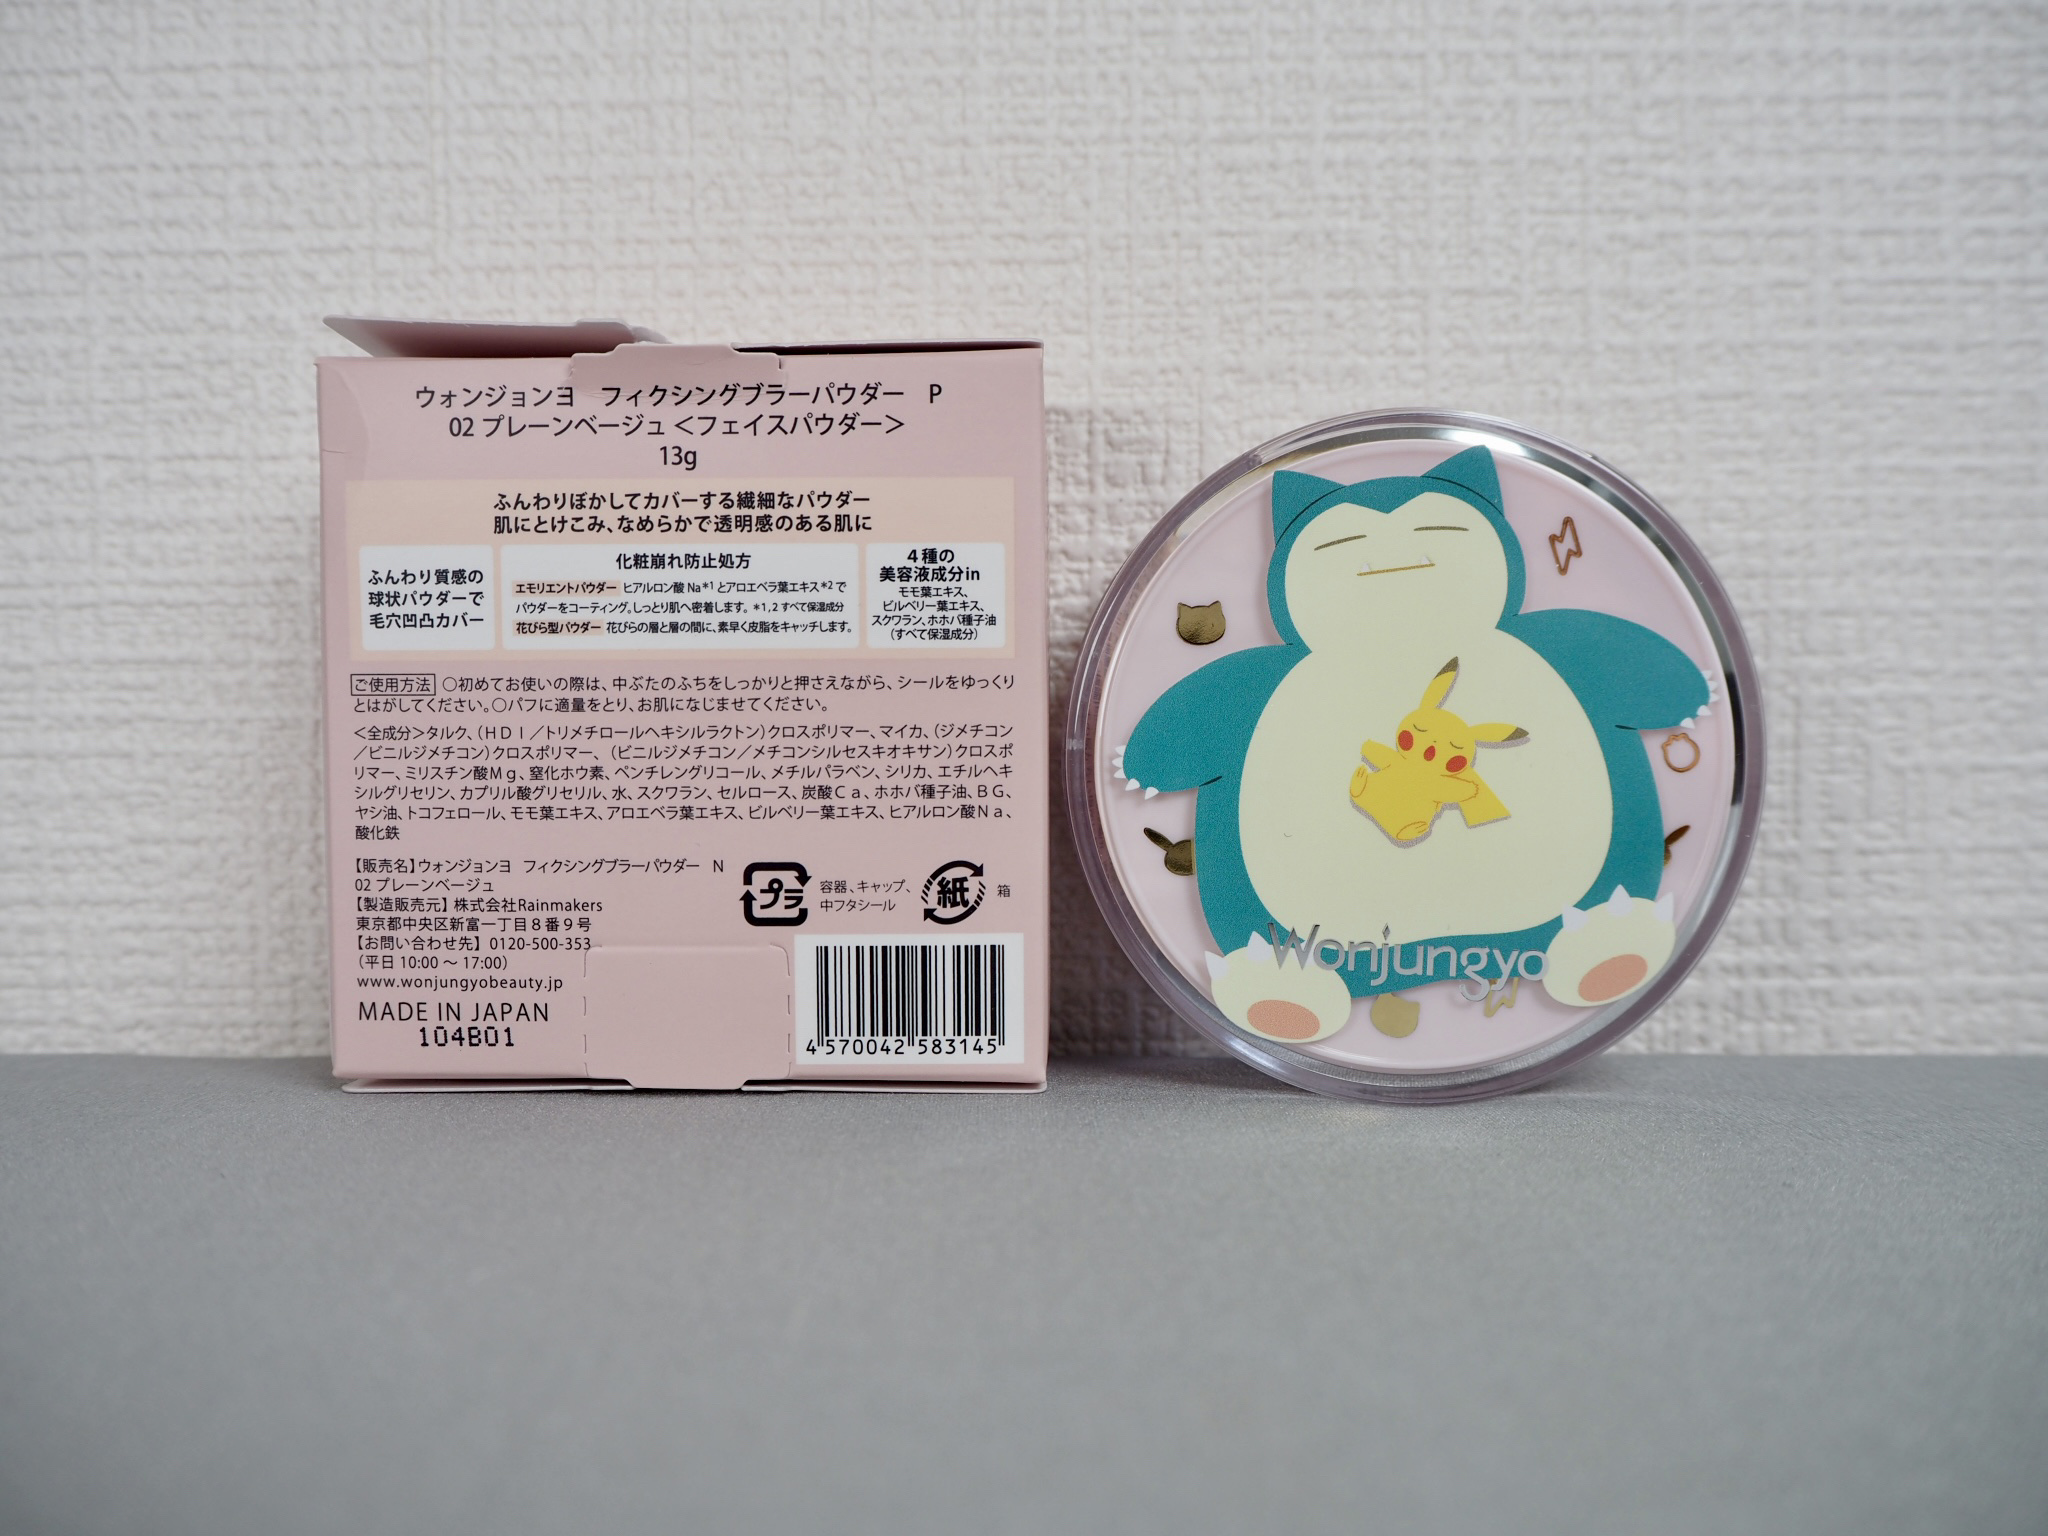 ウォンジョンヨ　フィクシングブラーパウダー　P
02 プレーンベージュ＜フェイスパウダー＞
13g
ふんわりぼかしてカバーする繊細なパウダー
肌にとけこみ、なめらかで透明感のある肌に
ふんわり質感の
球状パウダーで
毛穴凹凸カバー
化粧崩れ防止処方
エモリエントパウダー ヒアルロン酸 Na*1 とアロエベラ葉エキス*2 で
パウダーをコーティング。しっとり肌へ密着します。 *1, 2 すべて保湿成分
花びら型パウダー 花びらの層と層の間に、素早く皮脂をキャッチします。
4種の
美容液成分in
モモ葉エキス、
ビルベリー葉エキス、
スクワラン、ホホバ種子油
（すべて保湿成分）
ご使用方法 ○初めてお使いの際は、中ぶたのふちをしっかりと押さえながら、シールをゆっくり
とはがしてください。○パフに適量をとり、お肌になじませてください。
＜全成分＞タルク、（ＨＤＩ／トリメチロールヘキシルラクトン）クロスポリマー、マイカ、（ジメチコン
／ビニルジメチコン）クロスポリマー、（ビニルジメチコン／メチコンシルセスキオキサン）クロスポ
リマー、ミリスチン酸Ｍｇ、窒化ホウ素、ペンチレングリコール、メチルパラベン、シリカ、エチルヘキ
シルグリセリン、カプリル酸グリセリル、水、スクワラン、セルロース、炭酸Ｃａ、ホホバ種子油、ＢＧ、
ヤシ油、トコフェロール、モモ葉エキス、アロエベラ葉エキス、ビルベリー葉エキス、ヒアルロン酸Ｎａ、
酸化鉄
【販売名】ウォンジョンヨ　フィクシングブラーパウダー　N
02 プレーンベージュ
【製造販売元】 株式会社Rainmakers
東京都中央区新富一丁目８番９号
【お問い合わせ先】 0120-500-353
（平日 10:00 ～ 17:00）
www.wonjungyobeauty.jp
MADE IN JAPAN
104B01
プラ
容器、キャップ、
中フタシール
紙
箱
4 570042 583145
Wonjungyo